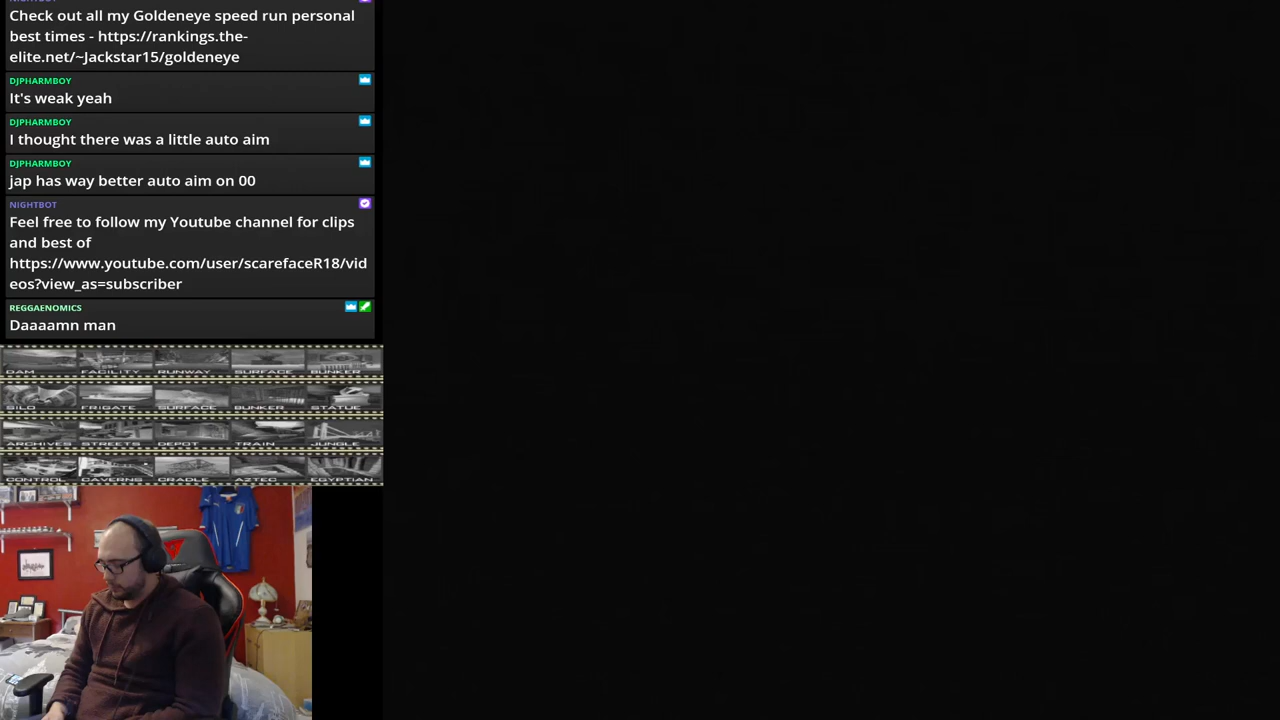 NIGHTBOT
Check out all my Goldeneye speed run personal
best times - https://rankings.the-
elite.net/~Jackstar15/goldeneye
DJPHARMBOY
It's weak yeah
DJPHARMBOY
I thought there was a little auto aim
DJPHARMBOY
jap has way better auto aim on 00
NIGHTBOT
Feel free to follow my Youtube channel for clips
and best of
https://www.youtube.com/user/scarefaceR18/vid
eos?view_as=subscriber
REGGAENOMICS
Daaaamn man
DAM FACILITY RUNWAY SURFACE BUNKER
SILO FRIGATE SURFACE BUNKER STATUE
ARCHIVES STREETS DEPOT TRAIN JUNGLE
CONTROL CAVERNS CRADLE AZTEC EGYPTIAN